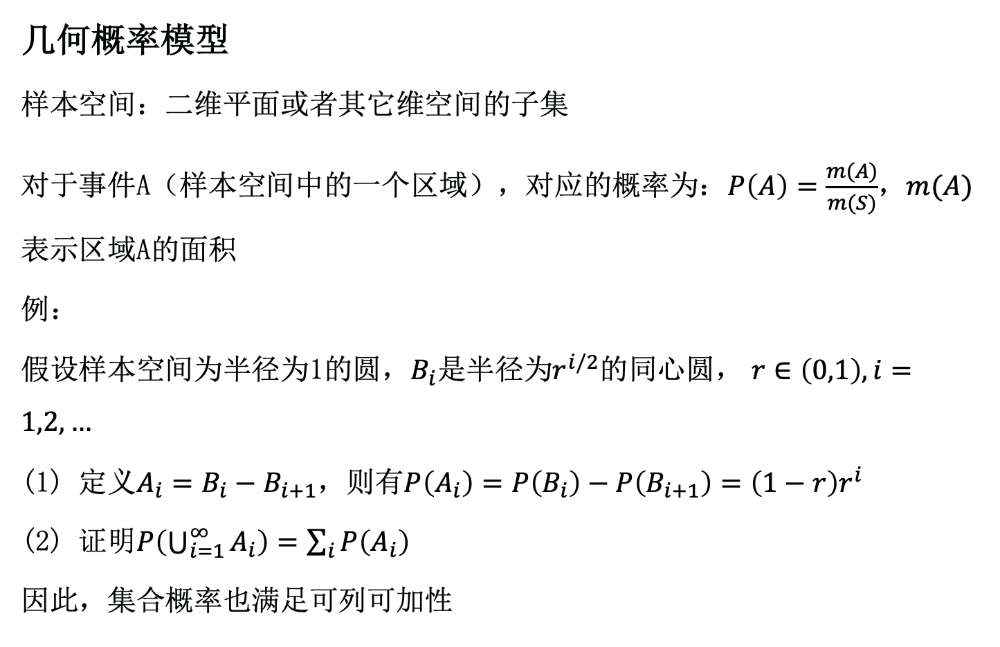 几何概率模型
样本空间：二维平面或者其它维空间的子集
对于事件A（样本空间中的一个区域），对应的概率为：$P(A) = \frac{m(A)}{m(S)}$，$m(A)$
表示区域A的面积
例：
假设样本空间为半径为1的圆，$B_i$是半径为$r^{i/2}$的同心圆， $r \in (0,1), i =$
$1,2, \ldots$
(1) 定义$A_i = B_i - B_{i+1}$，则有$P(A_i) = P(B_i) - P(B_{i+1}) = (1 - r)r^i$
(2) 证明$P(\bigcup_{i=1}^{\infty} A_i) = \sum_i P(A_i)$
因此，集合概率也满足可列可加性